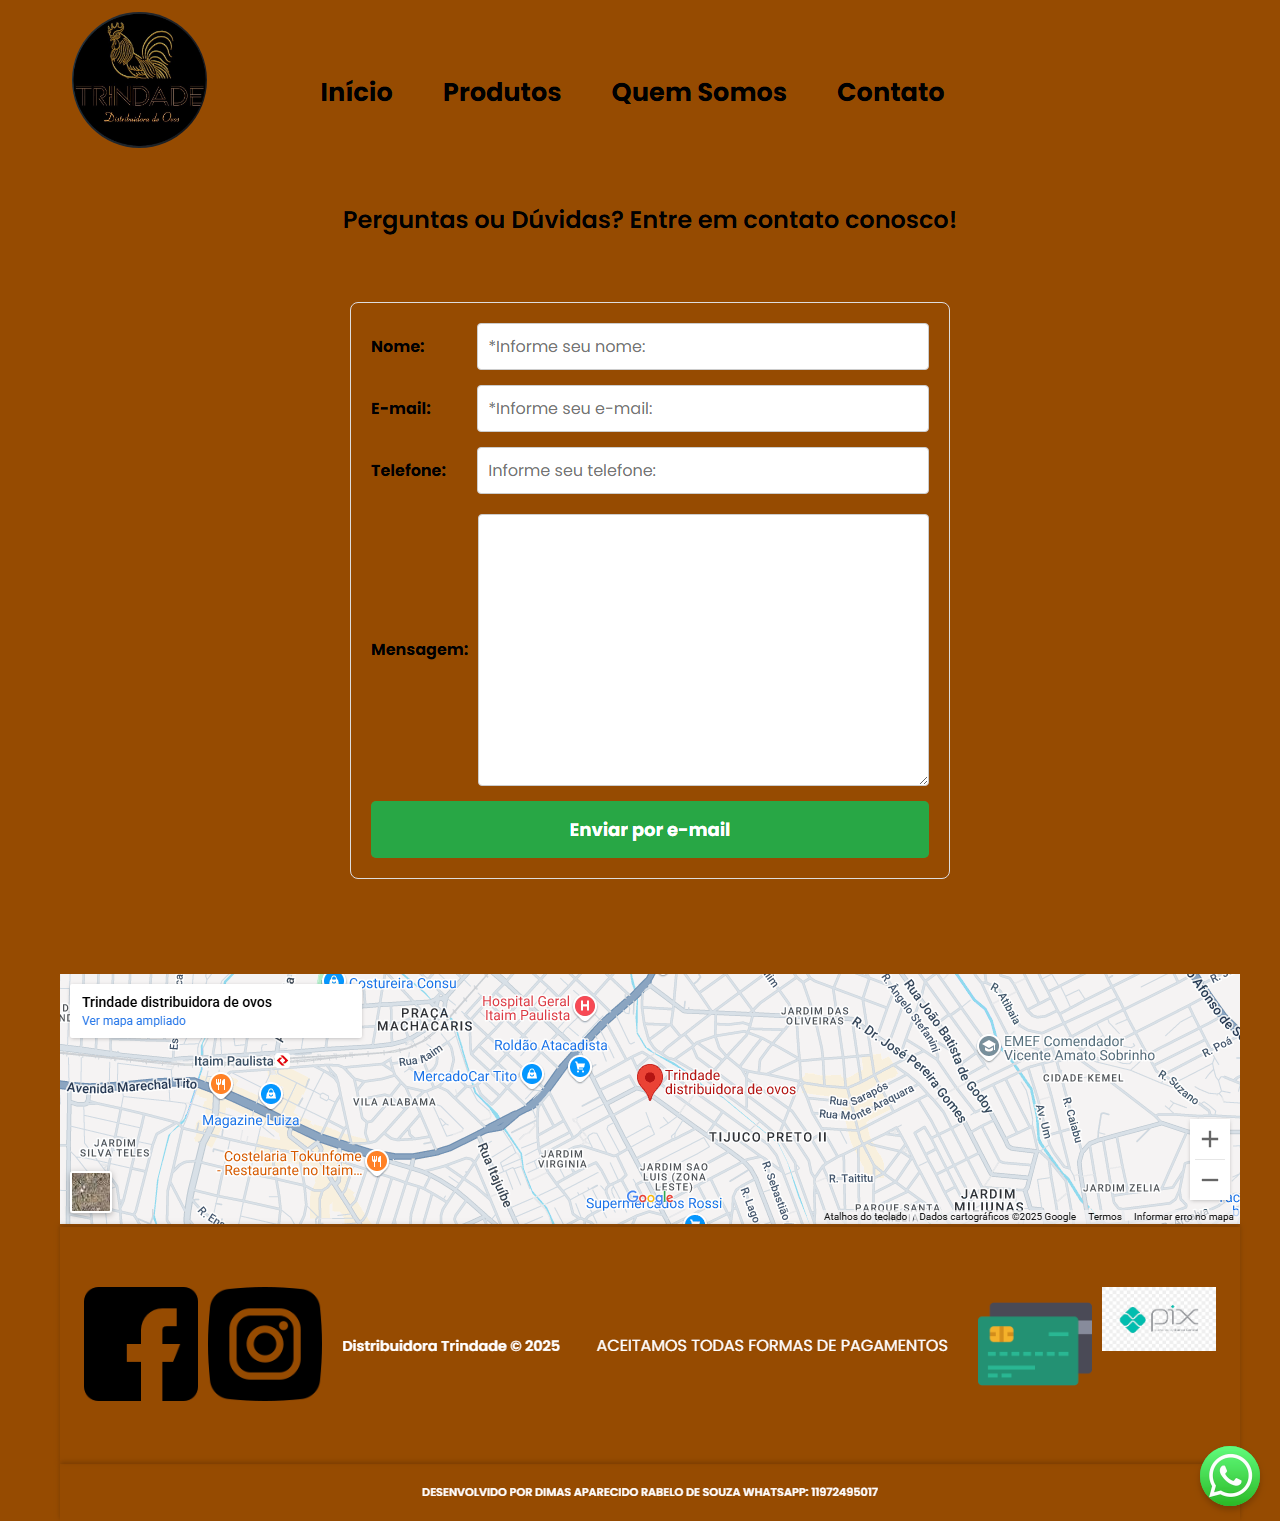 TRINDADE
Distribuidora de Ovos
Início
Produtos
Quem Somos
Contato
Perguntas ou Dúvidas? Entre em contato conosco!
Nome:
*Informe seu nome:
E-mail:
*Informe seu e-mail:
Telefone:
Informe seu telefone:
Mensagem:
Enviar por e-mail
Trindade distribuidora de ovos
Ver mapa ampliado
Costureira Consu
PRAÇA
MACHACARIS
Hospital Geral
Itaim Paulista
JARDIM DAS
OLIVEIRAS
R. Ângelo Stefanini
Rua João Batista de Godoy
R. Atibaia
Afonso de S
R. Poá
Itaim Paulista
Rua Itaim
Roldão Atacadista
R. Dr. José Pereira Gomes
EMEF Comendador
Vicente Amato Sobrinho
Avenida Marechal Tito
MercadoCar Tito
Trindade
distribuidora de ovos
CIDADE KEMEL
R. Suzano
Magazine Luiza
VILA ALABAMA
Rua Sarapós
Rua Monte Araquara
Av. Um
R. Caiabu
JARDIM
SILVA TELES
Costelaria Tokunfome
- Restaurante no Itaim...
Rua Itajuíbe
JARDIM
VIRGINIA
TIJUCO PRETO II
JARDIM SAO
LUIS (ZONA
LESTE)
R. Sebastião
R. Lago
R. Taititu
JARDIM
MILIUNAS
JARDIM ZELIA
Google
Supermercados Rossi
PARQUE SANTA
Atalhos do teclado
Dados cartográficos ©2025 Google
Termos
Informar erro no mapa
Distribuidora Trindade © 2025
ACEITAMOS TODAS FORMAS DE PAGAMENTOS
pix
DESENVOLVIDO POR DIMAS APARECIDO RABELO DE SOUZA WHATSAPP: 11972495017